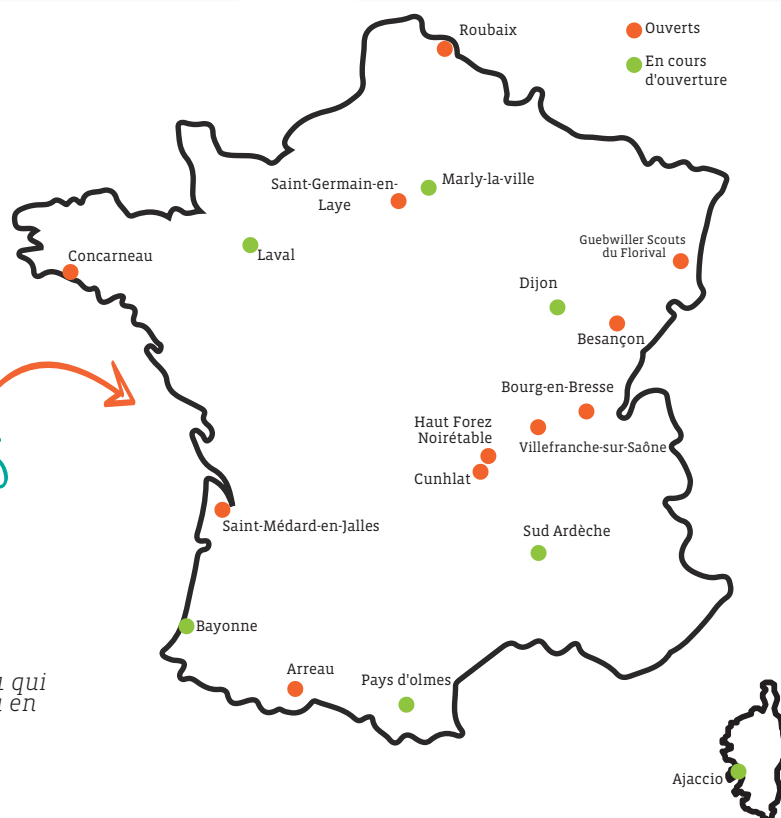 Roubaix
Ouverts
En cours
d'ouverture
Saint-Germain-en-
Laye
Marly-la-ville
Concarneau
Laval
Guebwiller Scouts
du Florival
Dijon
Besançon
Bourg-en-Bresse
Haut Forez
Noirétable
Villefranche-sur-Saône
Cunhlat
Saint-Médard-en-Jalles
Sud Ardèche
Bayonne
Arreau
Pays d'olmes
qui
en
Ajaccio